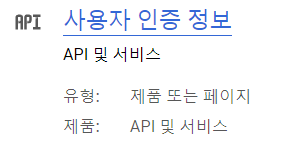 API 사용자 인증 정보
API 및 서비스
유형: 제품 또는 페이지
제품: API 및 서비스